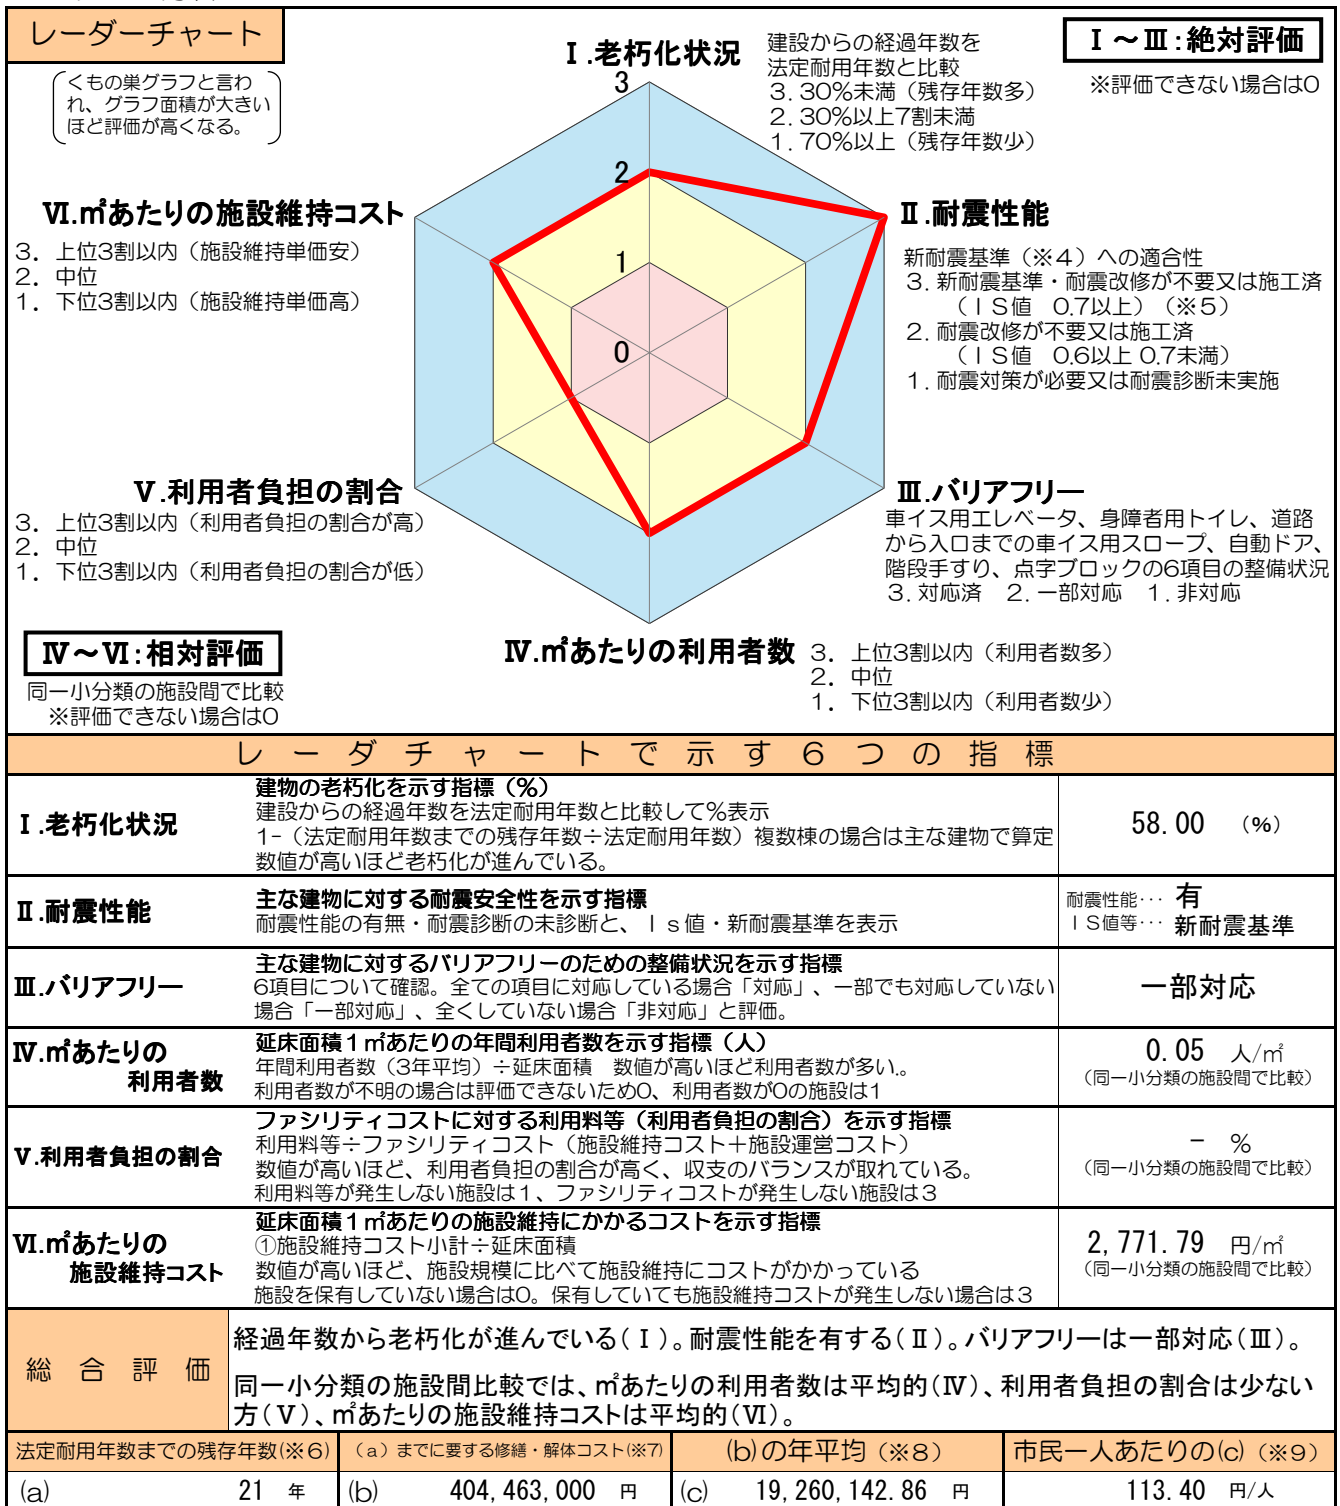 レーダーチャート
くもの巣グラフと言わ
れ、グラフ面積が大きい
ほど評価が高くなる。
Ⅰ.老朽化状況
建設からの経過年数を
法定耐用年数と比較
3. 30%未満（残存年数多）
2. 30%以上7割未満
1. 70%以上（残存年数少）
Ⅰ～Ⅲ：絶対評価
※評価できない場合は0
3
2
1
0
Ⅵ.㎡あたりの施設維持コスト
3. 上位3割以内（施設維持単価安）
2. 中位
1. 下位3割以内（施設維持単価高）
Ⅱ.耐震性能
新耐震基準（※4）への適合性
3. 新耐震基準・耐震改修が不要又は施工済
（ＩＳ値 0.7以上）（※5）
2. 耐震改修が不要又は施工済
（ＩＳ値 0.6以上 0.7未満）
1. 耐震対策が必要又は耐震診断未実施
Ⅴ.利用者負担の割合
3. 上位3割以内（利用者負担の割合が高）
2. 中位
1. 下位3割以内（利用者負担の割合が低）
Ⅲ.バリアフリー
車イス用エレベータ、身障者用トイレ、道路
から入口までの車イス用スロープ、自動ドア、
階段手すり、点字ブロックの6項目の整備状況
3. 対応済 2. 一部対応 1. 非対応
Ⅳ～Ⅵ：相対評価
同一小分類の施設間で比較
※評価できない場合は0
Ⅳ.㎡あたりの利用者数
3. 上位3割以内（利用者数多）
2. 中位
1. 下位3割以内（利用者数少）
レーダチャートで示す6つの指標
Ⅰ.老朽化状況
建物の老朽化を示す指標（％）
建設からの経過年数を法定耐用年数と比較して％表示
1-（法定耐用年数までの残存年数÷法定耐用年数）複数棟の場合は主な建物で算定
数値が高いほど老朽化が進んでいる。
58.00 （%）
Ⅱ.耐震性能
主な建物に対する耐震安全性を示す指標
耐震性能の有無・耐震診断の未診断と、Ｉｓ値・新耐震基準を表示
耐震性能… 有
ＩＳ値等… 新耐震基準
Ⅲ.バリアフリー
主な建物に対するバリアフリーのための整備状況を示す指標
6項目について確認。全ての項目に対応している場合「対応」、一部でも対応していない
場合「一部対応」、全くしていない場合「非対応」と評価。
一部対応
Ⅳ.㎡あたりの
利用者数
延床面積１㎡あたりの年間利用者数を示す指標（人）
年間利用者数（3年平均）÷延床面積 数値が高いほど利用者数が多い。
利用者数が不明の場合は評価できないため0、利用者数が0の施設は1
0.05 人/㎡
（同一小分類の施設間で比較）
Ⅴ.利用者負担の割合
ファシリティコストに対する利用料等（利用者負担の割合）を示す指標
利用料等÷ファシリティコスト（施設維持コスト＋施設運営コスト）
数値が高いほど、利用者負担の割合が高く、収支のバランスが取れている。
利用料等が発生しない施設は１、ファシリティコストが発生しない施設は３
－ %
（同一小分類の施設間で比較）
Ⅵ.㎡あたりの
施設維持コスト
延床面積１㎡あたりの施設維持にかかるコストを示す指標
①施設維持コスト小計÷延床面積
数値が高いほど、施設規模に比べて施設維持にコストがかかっている
施設を保有していない場合は0。保有していても施設維持コストが発生しない場合は３
2,771.79 円/㎡
（同一小分類の施設間で比較）
総合評価
経過年数から老朽化が進んでいる(Ⅰ)。耐震性能を有する(Ⅱ)。バリアフリーは一部対応(Ⅲ)。
同一小分類の施設間比較では、㎡あたりの利用者数は平均的(Ⅳ)、利用者負担の割合は少ない
方(Ⅴ)、㎡あたりの施設維持コストは平均的(Ⅵ)。
法定耐用年数までの残存年数(※6)
（a）までに要する修繕・解体コスト(※7)
(b)の年平均（※8）
市民一人あたりの(c)（※9）
(a) 21 年
(b) 404,463,000 円
(c) 19,260,142.86 円
113.40 円/人